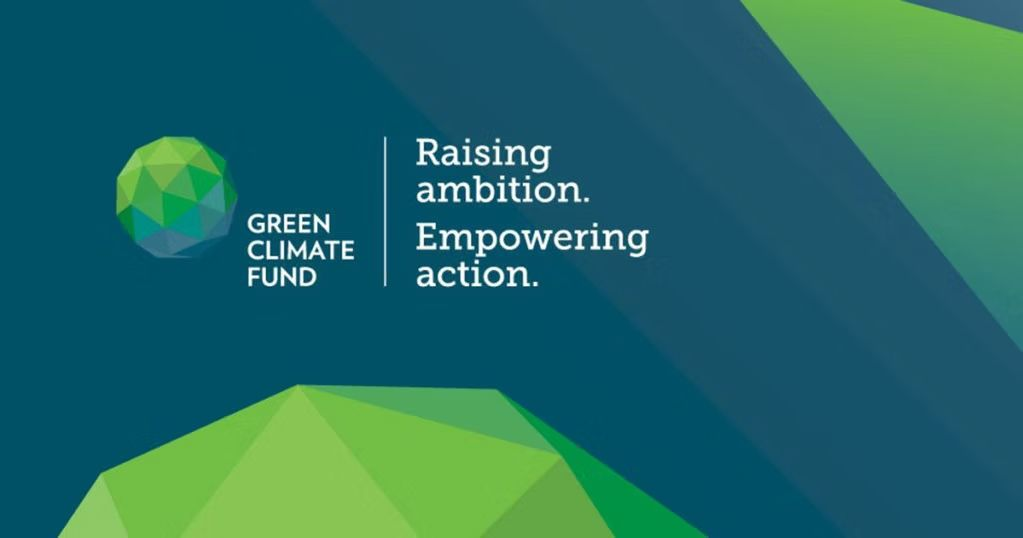 GREEN
CLIMATE
FUND
Raising
ambition.
Empowering
action.